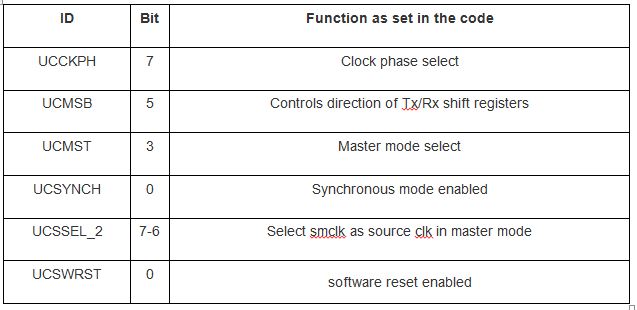 ID Bit Function as set in the code
UCCKPH 7 Clock phase select
UCMSB 5 Controls direction of Tx/Rx shift registers
UCMST 3 Master mode select
UCSYNCH 0 Synchronous mode enabled
UCSSEL_2 7-6 Select smclk as source clk in master mode
UCSWRST 0 software reset enabled